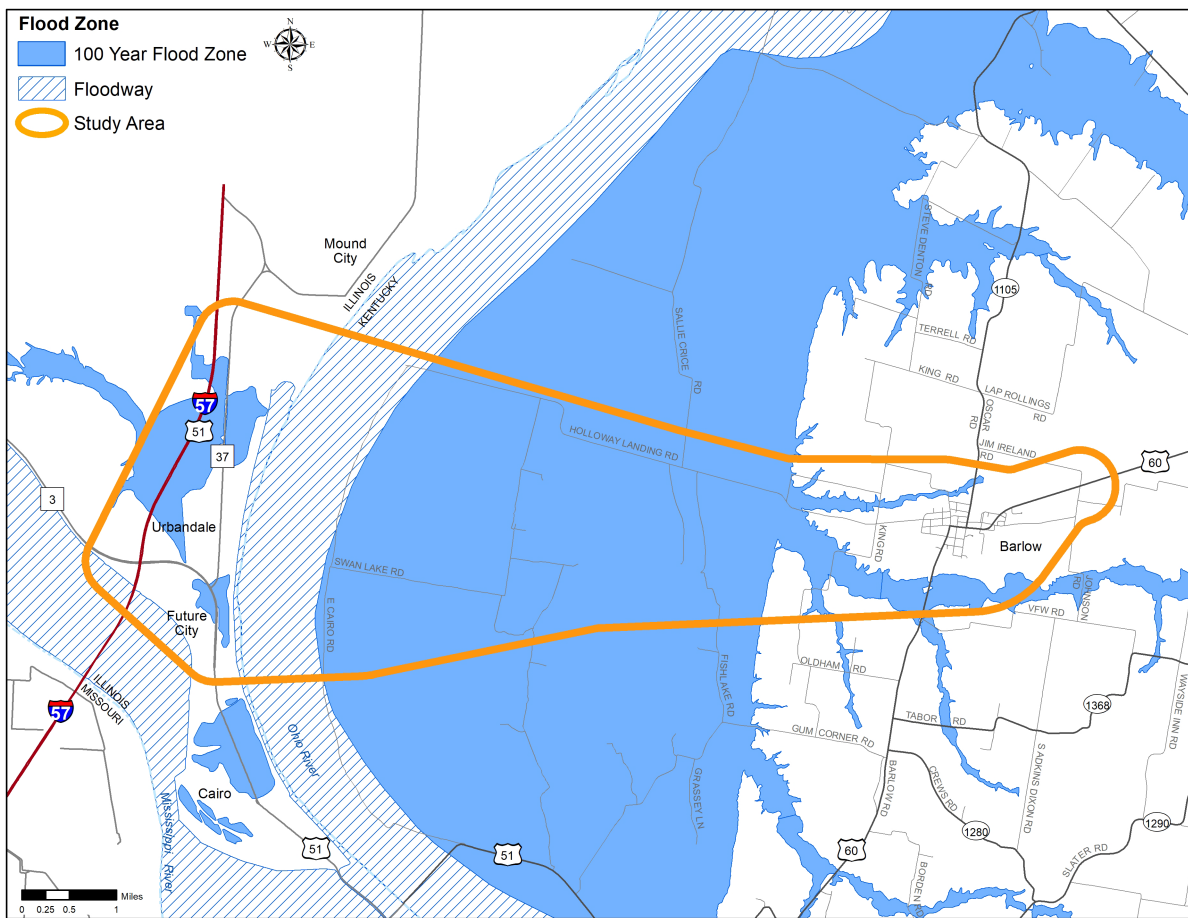 Flood Zone
100 Year Flood Zone
Floodway
Study Area
N
W E
S
Mound
City
ILLINOIS
KENTUCKY
STEVE DENTON
RD
1105
SALLIE CRICE
RD
TERRELL RD
KING RD
LAP ROLLINGS
RD
OSCAR
RD
57
51
37
HOLLOWAY LANDING RD
JIM IRELAND
RD
60
3
Urbandale
KING RD
Barlow
SWAN LAKE RD
E CAIRO RD
JOHNSON
RD
VFW RD
Future
City
ILLINOIS
MISSOURI
57
OLDHAM RD
FISHLAKE RD
WAYSIDE INN RD
1368
TABOR RD
GUM CORNER RD
Ohio River
S ADKINS DIXON RD
GRASSEY LN
BARLOW RD
CREWS RD
Cairo
Mississippi River
1280
1290
SLATER RD
51
51
60
BORDEN RD
Miles
0 0.25 0.5 1